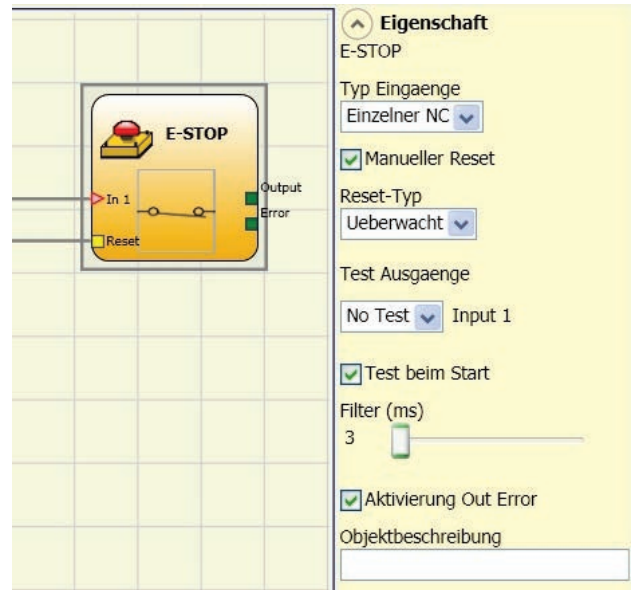 E-STOP
In 1
Output
Error
Reset
Eigenschaft
E-STOP
Typ Eingaenge
Einzelner NC
Manueller Reset
Reset-Typ
Ueberwacht
Test Ausgaenge
No Test Input 1
Test beim Start
Filter (ms)
3
Aktivierung Out Error
Objektbeschreibung